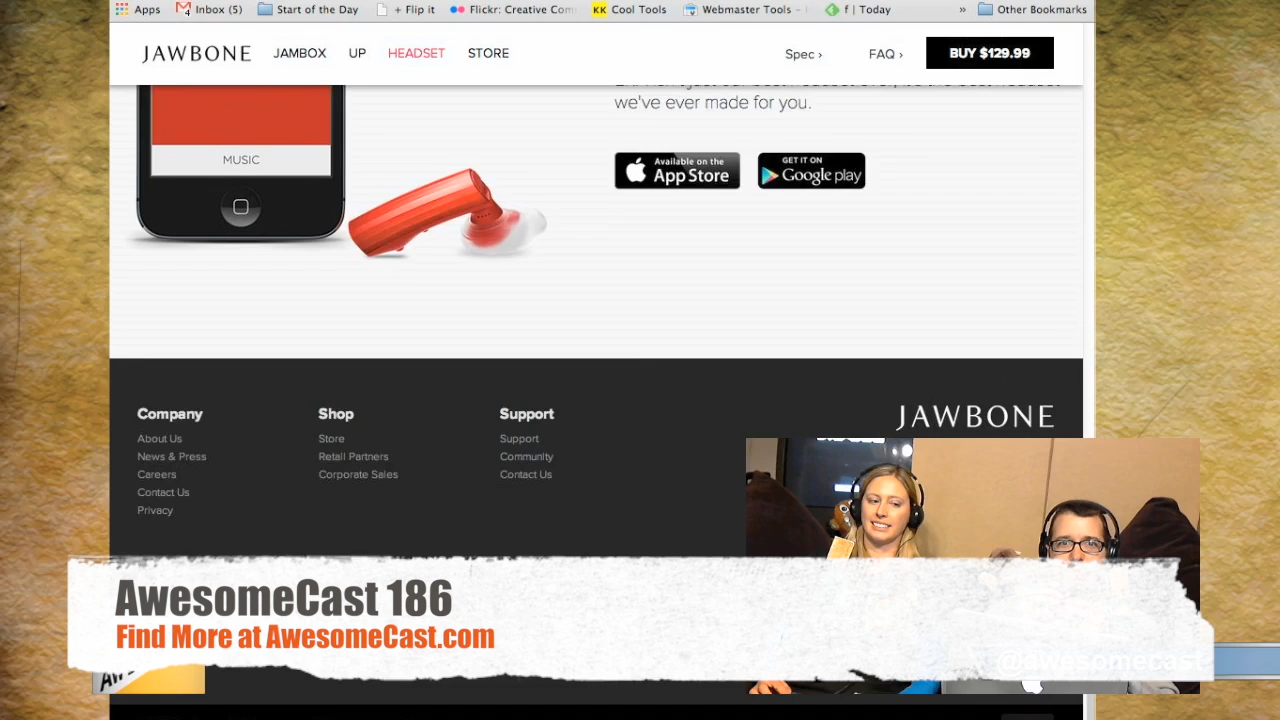 Apps
Inbox (5)
Start of the Day
+ Flip it
Flickr: Creative Com
KK Cool Tools
Webmaster Tools -
f | Today
»
Other Bookmarks
JAWBONE
JAMBOX
UP
HEADSET
STORE
Spec ›
FAQ ›
BUY $129.99
we've ever made for you.
MUSIC
Available on the
App Store
GET IT ON
Google play
Company
About Us
News & Press
Careers
Contact Us
Privacy
Shop
Store
Retail Partners
Corporate Sales
Support
Support
Community
Contact Us
JAWBONE
AwesomeCast 186
Find More at AwesomeCast.com
@awesomecast